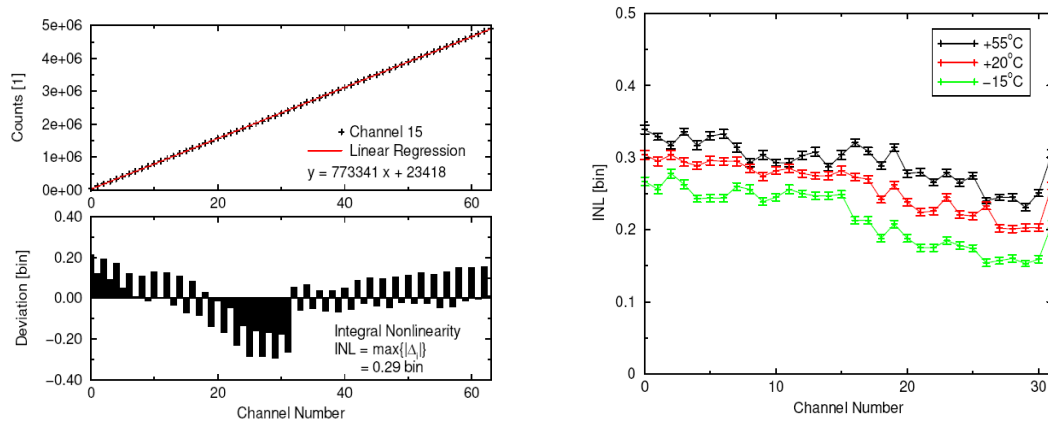 5e+06
4e+06
3e+06
2e+06
1e+06
0e+00
Counts [1]
0 20 40 60
Channel 15
Linear Regression
y = 773341 x + 23418
0.40
0.20
0.00
−0.20
−0.40
Deviation [bin]
Integral Nonlinearity
INL = max{|Δi|}
= 0.29 bin
0 20 40 60
Channel Number
0.5
0.4
0.3
0.2
0.1
0
INL [bin]
+55°C
+20°C
−15°C
0 10 20 30
Channel Number